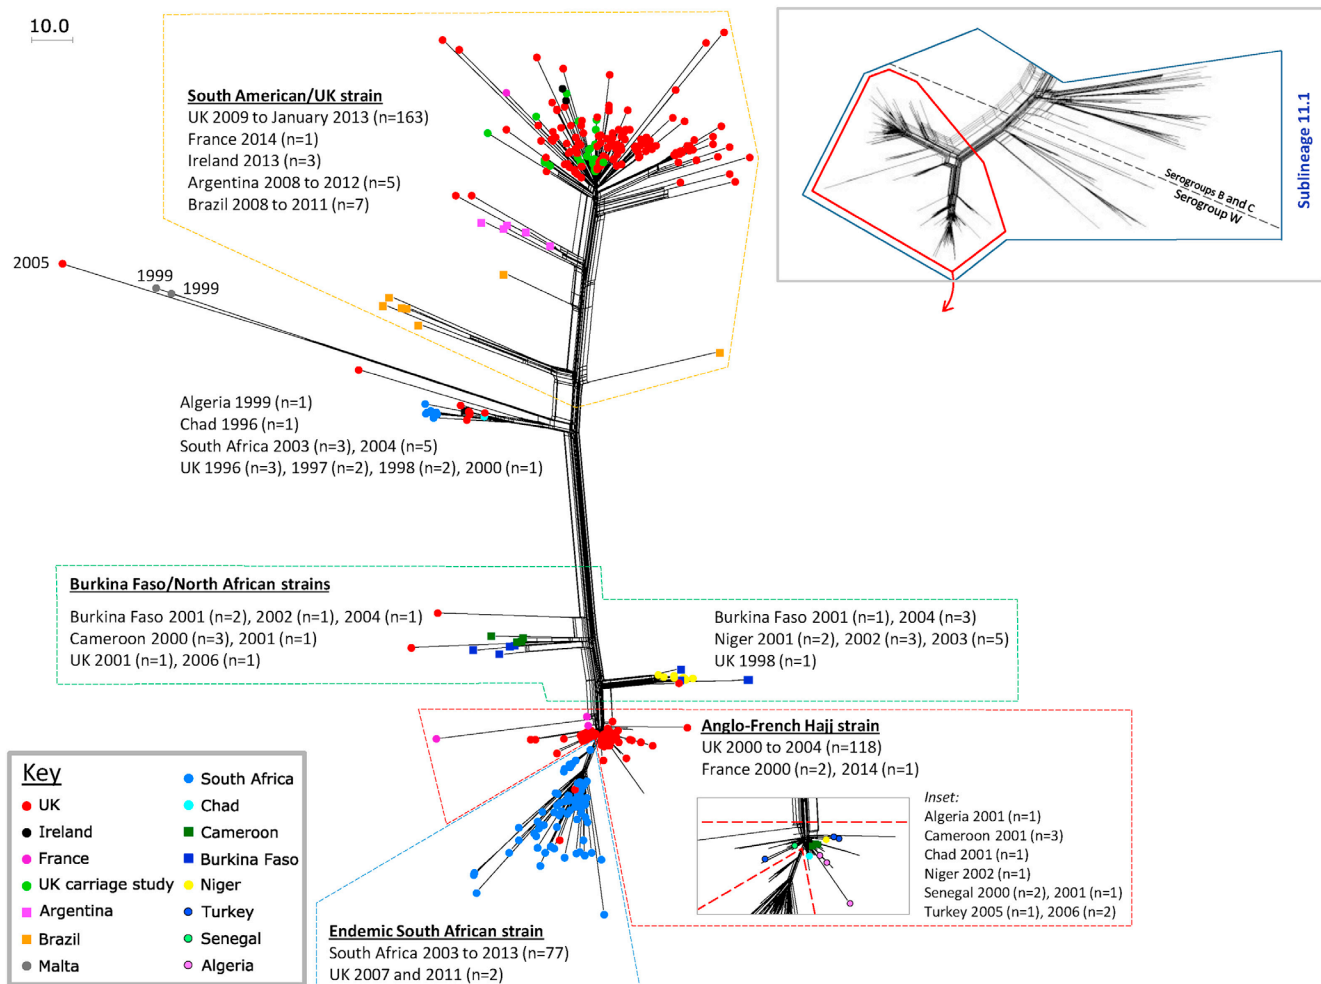 10.0
South American/UK strain
UK 2009 to January 2013 (n=163)
France 2014 (n=1)
Ireland 2013 (n=3)
Argentina 2008 to 2012 (n=5)
Brazil 2008 to 2011 (n=7)
Serogroups B and C
Serogroup W
Sublineage 11.1
2005
1999
1999
Algeria 1999 (n=1)
Chad 1996 (n=1)
South Africa 2003 (n=3), 2004 (n=5)
UK 1996 (n=3), 1997 (n=2), 1998 (n=2), 2000 (n=1)
Burkina Faso/North African strains
Burkina Faso 2001 (n=2), 2002 (n=1), 2004 (n=1)
Cameroon 2000 (n=3), 2001 (n=1)
UK 2001 (n=1), 2006 (n=1)
Burkina Faso 2001 (n=1), 2004 (n=3)
Niger 2001 (n=2), 2002 (n=3), 2003 (n=5)
UK 1998 (n=1)
Anglo-French Hajj strain
UK 2000 to 2004 (n=118)
France 2000 (n=2), 2014 (n=1)
Inset:
Algeria 2001 (n=1)
Cameroon 2001 (n=3)
Chad 2001 (n=1)
Niger 2002 (n=1)
Senegal 2000 (n=2), 2001 (n=1)
Turkey 2005 (n=1), 2006 (n=2)
Endemic South African strain
South Africa 2003 to 2013 (n=77)
UK 2007 and 2011 (n=2)
Key
UK
Ireland
France
UK carriage study
Argentina
Brazil
Malta
South Africa
Chad
Cameroon
Burkina Faso
Niger
Turkey
Senegal
Algeria